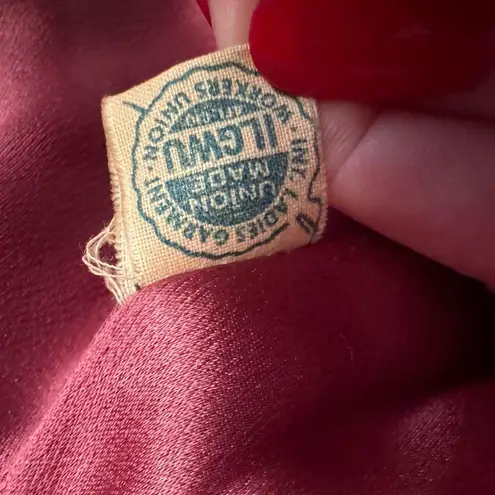 INT. LADIES GARMENT
WORKERS UNION
UNION
MADE
ILGWU